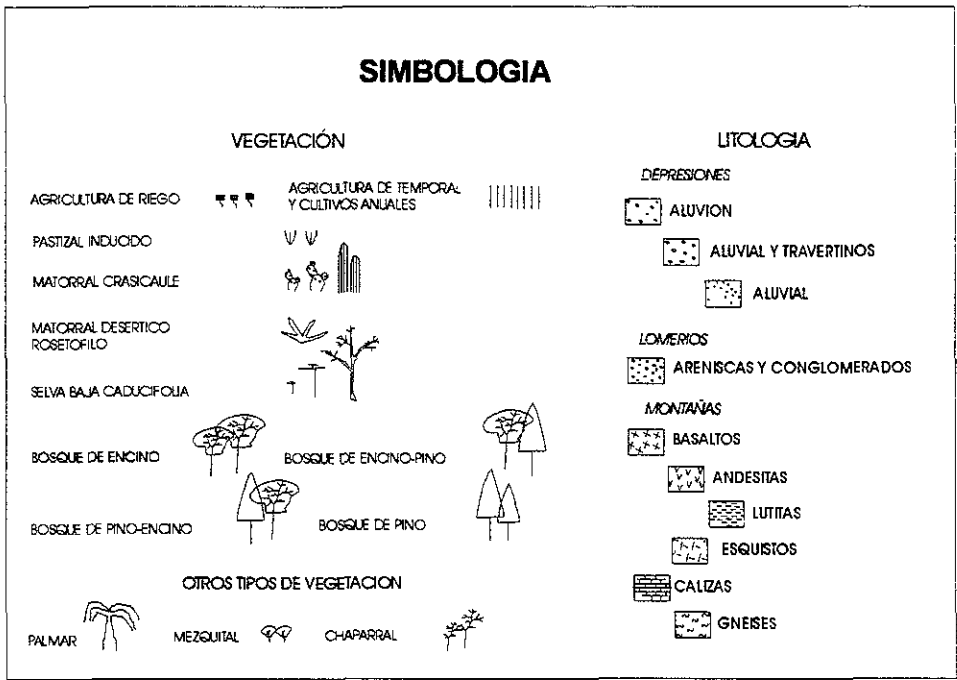 SIMBOLOGIA
VEGETACIÓN
AGRICULTURA DE RIEGO
AGRICULTURA DE TEMPORAL
Y CULTIVOS ANUALES
PASTIZAL INDUCIDO
MATORRAL CRASICAULE
MATORRAL DESERTICO
ROSETOFILO
SELVA BAJA CADUCIFOLIA
BOSQUE DE ENCINO
BOSQUE DE ENCINO-PINO
BOSQUE DE PINO-ENCINO
BOSQUE DE PINO
OTROS TIPOS DE VEGETACION
PALMAR
MEZQUITAL
CHAPARRAL
LITOLOGIA
DEPRESIONES
ALUVION
ALUVIAL Y TRAVERTINOS
ALUVIAL
LOMERIOS
ARENISCAS Y CONGLOMERADOS
MONTAÑAS
BASALTOS
ANDESITAS
LUTITAS
ESQUISTOS
CALIZAS
GNEISES